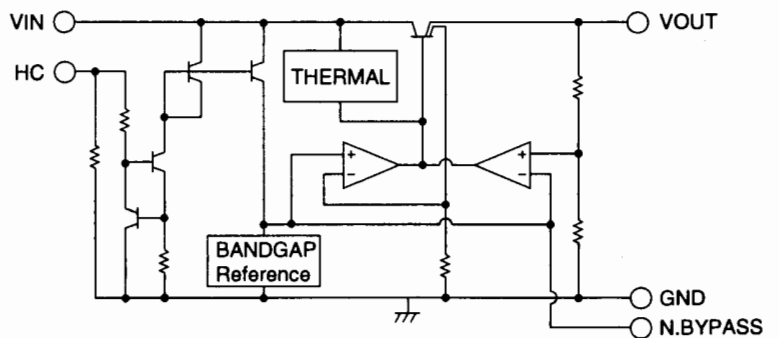 VIN
VOUT
HC
THERMAL
+
-
+
-
BANDGAP
Reference
GND
N.BYPASS